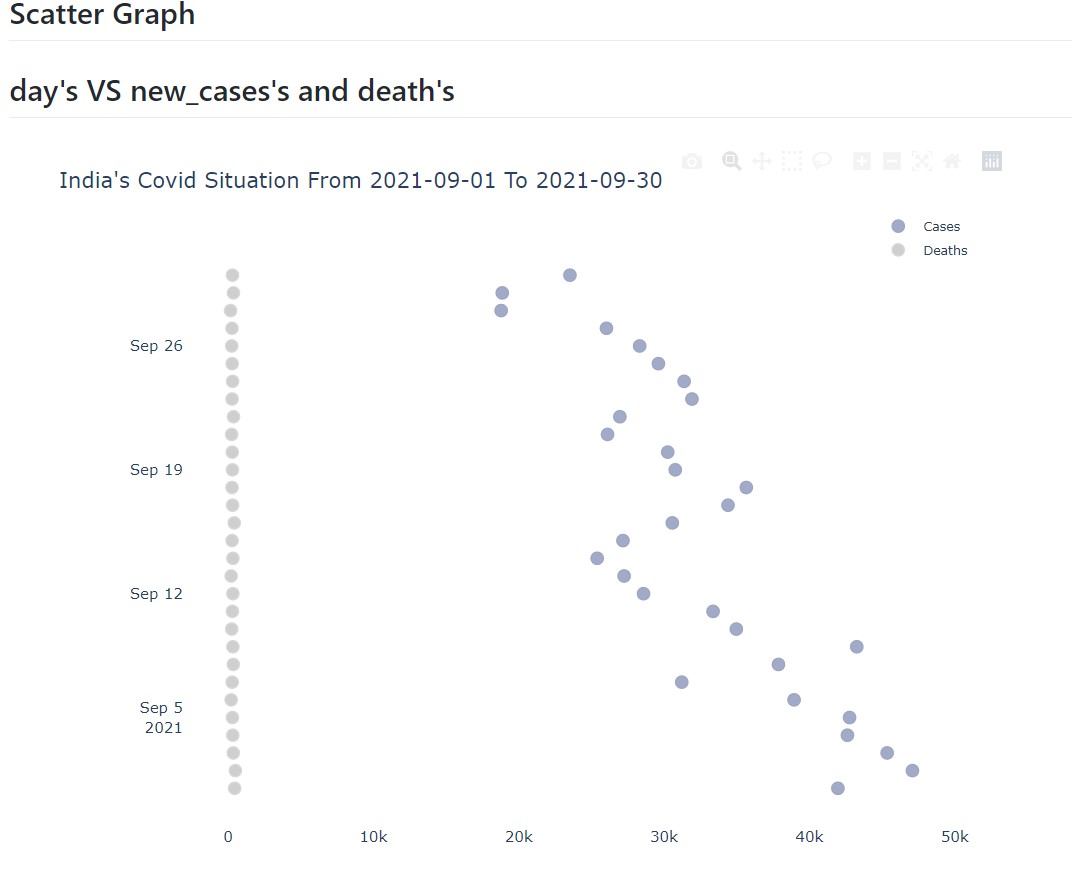 Scatter Graph
day's VS new_cases's and death's
India's Covid Situation From 2021-09-01 To 2021-09-30
Cases
Deaths
Sep 26
Sep 19
Sep 12
Sep 5
2021
0 10k 20k 30k 40k 50k